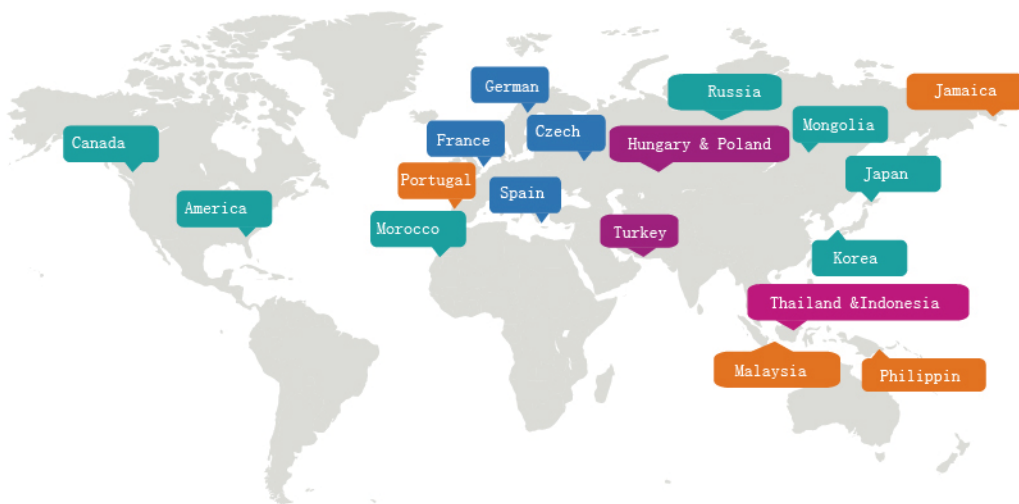 German
Russia
Jamaica
Canada
France
Czech
Hungary & Poland
Mongolia
Portugal
Spain
Japan
America
Morocco
Turkey
Korea
Thailand &Indonesia
Malaysia
Philippin